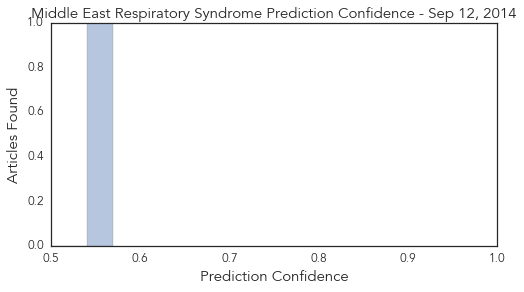 Middle East Respiratory Syndrome Prediction Confidence - Sep 12, 2014
1.0
0.8
0.6
0.4
0.2
0.0
Articles Found
0.5 0.6 0.7 0.8 0.9 1.0
Prediction Confidence